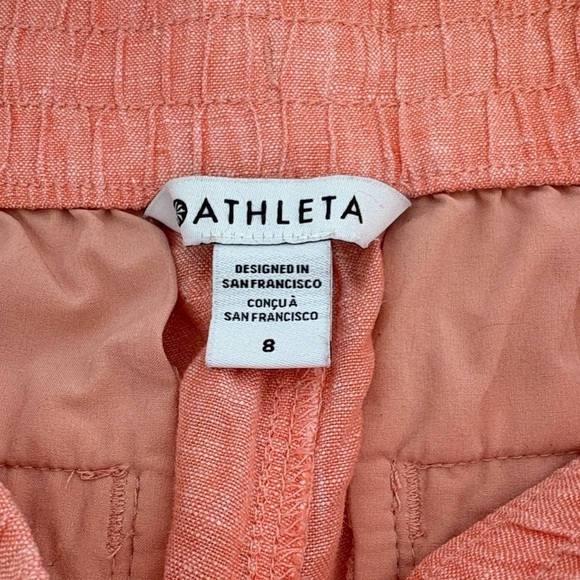 ATHLETA
DESIGNED IN
SAN FRANCISCO
CONÇU À
SAN FRANCISCO
8